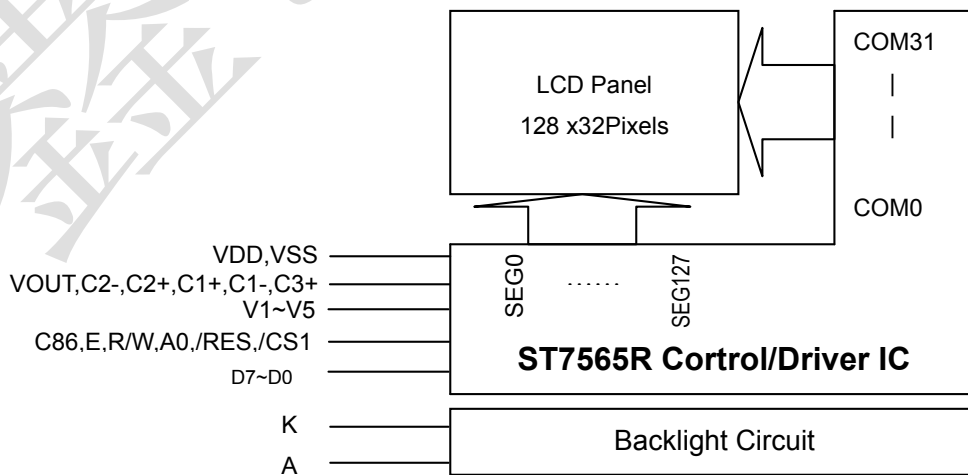 COM31
|
|
COM0
LCD Panel
128 x32Pixels
VDD,VSS
VOUT,C2-,C2+,C1+,C1-,C3+
V1~V5
C86,E,R/W,A0,/RES,/CS1
D7~D0
SEG0
......
SEG127
ST7565R Cortrol/Driver IC
K
A
Backlight Circuit